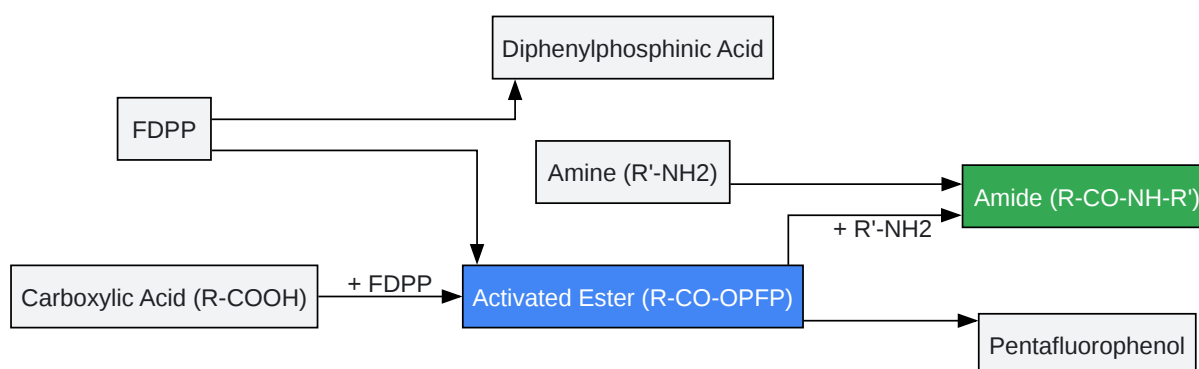 Diphenylphosphinic Acid
FDPP
Amine (R'-NH2)
Amide (R-CO-NH-R')
+ R'-NH2
Carboxylic Acid (R-COOH)
+ FDPP
Activated Ester (R-CO-OPFP)
Pentafluorophenol